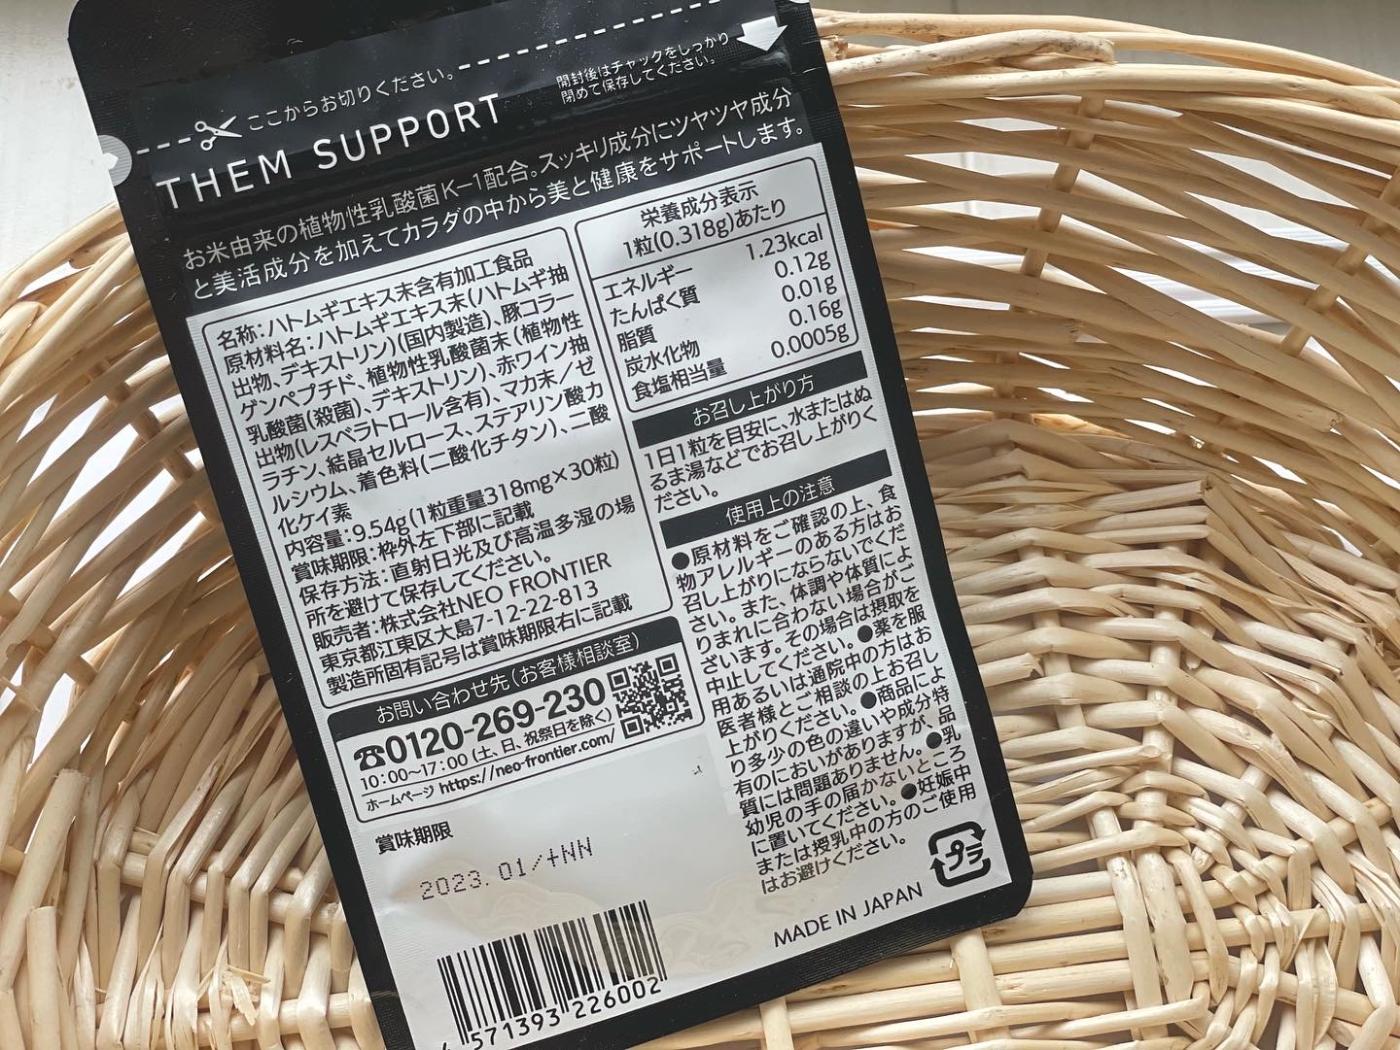 ここからお切りください。
開封後はチャックをしっかり
閉めて保存してください。
THEM SUPPORT
お米由来の植物性乳酸菌K-1配合。スッキリ成分にツヤツヤ成分
と美活成分を加えてカラダの中から美と健康をサポートします。
名称:ハトムギエキス末含有加工食品
原材料名:ハトムギエキス末(ハトムギ抽
出物、デキストリン)(国内製造)、豚コラー
ゲンペプチド、植物性乳酸菌末(植物性
乳酸菌(殺菌)、デキストリン)、赤ワイン抽
出物(レスベラトロール含有)、マカ末/ゼ
ラチン、結晶セルロース、ステアリン酸カ
ルシウム、着色料(二酸化チタン)、二酸
化ケイ素
内容量:9.54g(1粒重量318mg×30粒)
賞味期限:枠外左下部に記載
保存方法:直射日光及び高温多湿の場
所を避けて保存してください。
販売者:株式会社NEO FRONTIER
東京都江東区大島7-12-22-813
製造所固有記号は賞味期限右に記載
お問い合わせ先(お客様相談室)
☎0120-269-230
10:00~17:00(土、日、祝祭日を除く)
ホームページ https://neo-frontier.com/
賞味期限
2023.01/+NN
4 571393 226002
栄養成分表示
1粒(0.318g)あたり
エネルギー 1.23kcal
たんぱく質 0.12g
脂質 0.01g
炭水化物 0.16g
食塩相当量 0.0005g
お召し上がり方
1日1粒を目安に、水またはぬ
るま湯などでお召し上がりく
ださい。
使用上の注意
●原材料をご確認の上、食
物アレルギーのある方はお
召し上がりにならないでくだ
さい。また、体調や体質によ
りまれに合わない場合がご
ざいます。その場合は摂取を
中止してください。●薬を服
用あるいは通院中の方はお
医者様とご相談の上お召し
上がりください。●商品によ
り多少の色の違いや成分特
有のにおいがありますが、品
質には問題ありません。●乳
幼児の手の届かないところ
に置いてください。●妊娠中
または授乳中の方のご使用
はお避けください。
プラ
MADE IN JAPAN